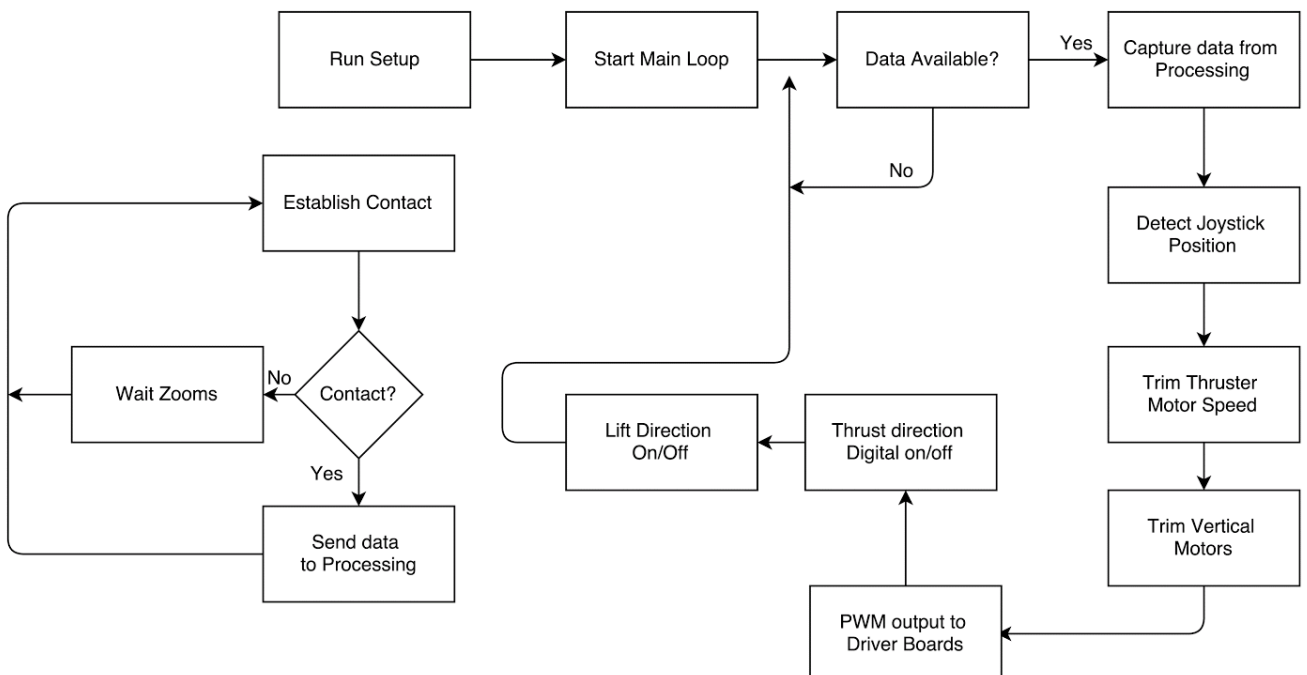 Run Setup
Start Main Loop
Data Available?
Yes
Capture data from
Processing
No
Establish Contact
Detect Joystick
Position
Contact?
No
Wait Zooms
Yes
Send data
to Processing
Trim Thruster
Motor Speed
Lift Direction
On/Off
Thrust direction
Digital on/off
Trim Vertical
Motors
PWM output to
Driver Boards